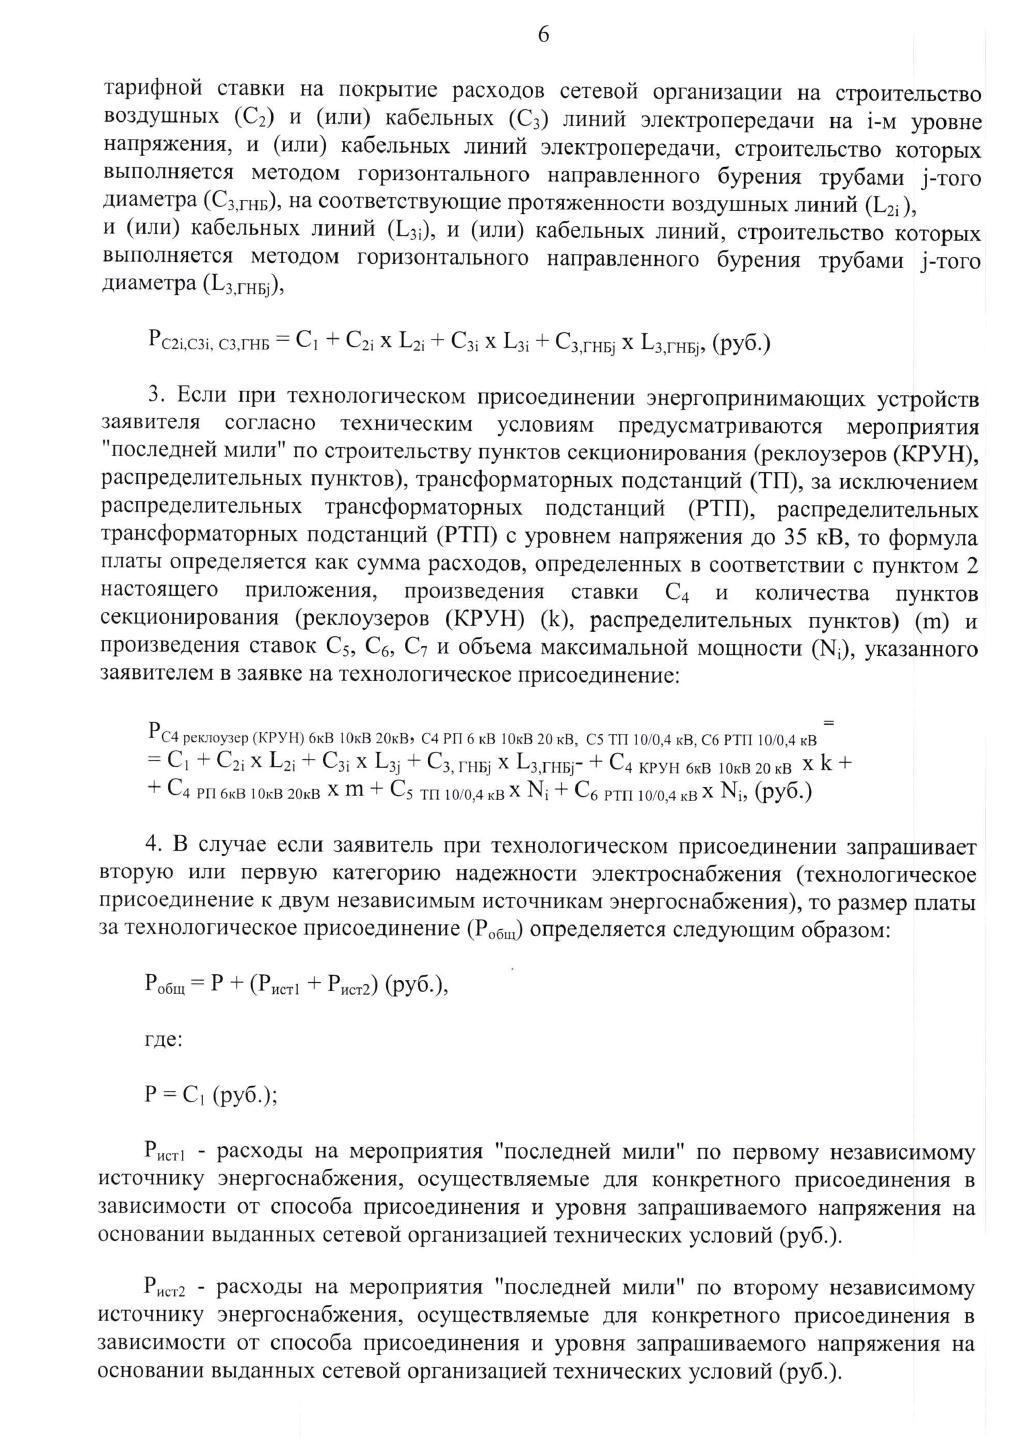 6
тарифной ставки на покрытие расходов сетевой организации на строительство
воздушных (С2) и (или) кабельных (С3) линий электропередачи на i-м уровне
напряжения, и (или) кабельных линий электропередачи, строительство которых
выполняется методом горизонтального направленного бурения трубами j-того
диаметра (С3,ГНБ), на соответствующие протяженности воздушных линий (L2i ),
и (или) кабельных линий (L3i), и (или) кабельных линий, строительство которых
выполняется методом горизонтального направленного бурения трубами j-того
диаметра (L3,ГНБj),
РС2i,С3i, С3,ГНБ = С1 + С2i х L2i + С3i х L3i + С3,ГНБj х L3,ГНБj, (руб.)
3. Если при технологическом присоединении энергопринимающих устройств
заявителя согласно техническим условиям предусматриваются мероприятия
"последней мили" по строительству пунктов секционирования (реклоузеров (КРУН),
распределительных пунктов), трансформаторных подстанций (ТП), за исключением
распределительных трансформаторных подстанций (РТП), распределительных
трансформаторных подстанций (РТП) с уровнем напряжения до 35 кВ, то формула
платы определяется как сумма расходов, определенных в соответствии с пунктом 2
настоящего приложения, произведения ставки С4 и количества пунктов
секционирования (реклоузеров (КРУН) (k), распределительных пунктов) (m) и
произведения ставок С5, С6, С7 и объема максимальной мощности (Ni), указанного
заявителем в заявке на технологическое присоединение:
РС4 реклоузер (КРУН) 6кВ 10кВ 20кВ, С4 РП 6 кВ 10кВ 20 кВ, С5 ТП 10/0,4 кВ, С6 РТП 10/0,4 кВ =
= С1 + С2i х L2i + С3i х L3j + С3, ГНБj х L3,ГНБj- + С4 КРУН 6кВ 10кВ 20 кВ х k +
+ С4 РП 6кВ 10кВ 20кВ х m + С5 ТП 10/0,4 кВ х Ni + С6 РТП 10/0,4 кВ х Ni, (руб.)
4. В случае если заявитель при технологическом присоединении запрашивает
вторую или первую категорию надежности электроснабжения (технологическое
присоединение к двум независимым источникам энергоснабжения), то размер платы
за технологическое присоединение (Робщ) определяется следующим образом:
Робщ = Р + (Рист1 + Рист2) (руб.),
где:
Р = С1 (руб.);
Рист1 - расходы на мероприятия "последней мили" по первому независимому
источнику энергоснабжения, осуществляемые для конкретного присоединения в
зависимости от способа присоединения и уровня запрашиваемого напряжения на
основании выданных сетевой организацией технических условий (руб.).
Рист2 - расходы на мероприятия "последней мили" по второму независимому
источнику энергоснабжения, осуществляемые для конкретного присоединения в
зависимости от способа присоединения и уровня запрашиваемого напряжения на
основании выданных сетевой организацией технических условий (руб.).